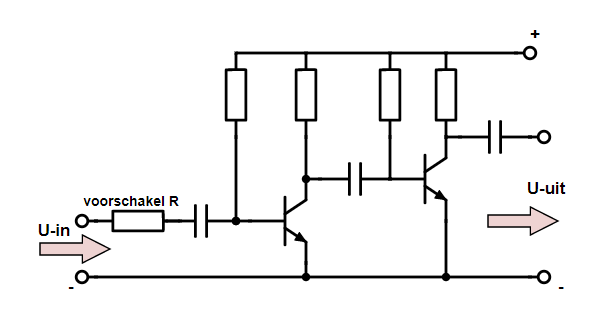 +
voorschakel R
U-in
U-uit
-
-